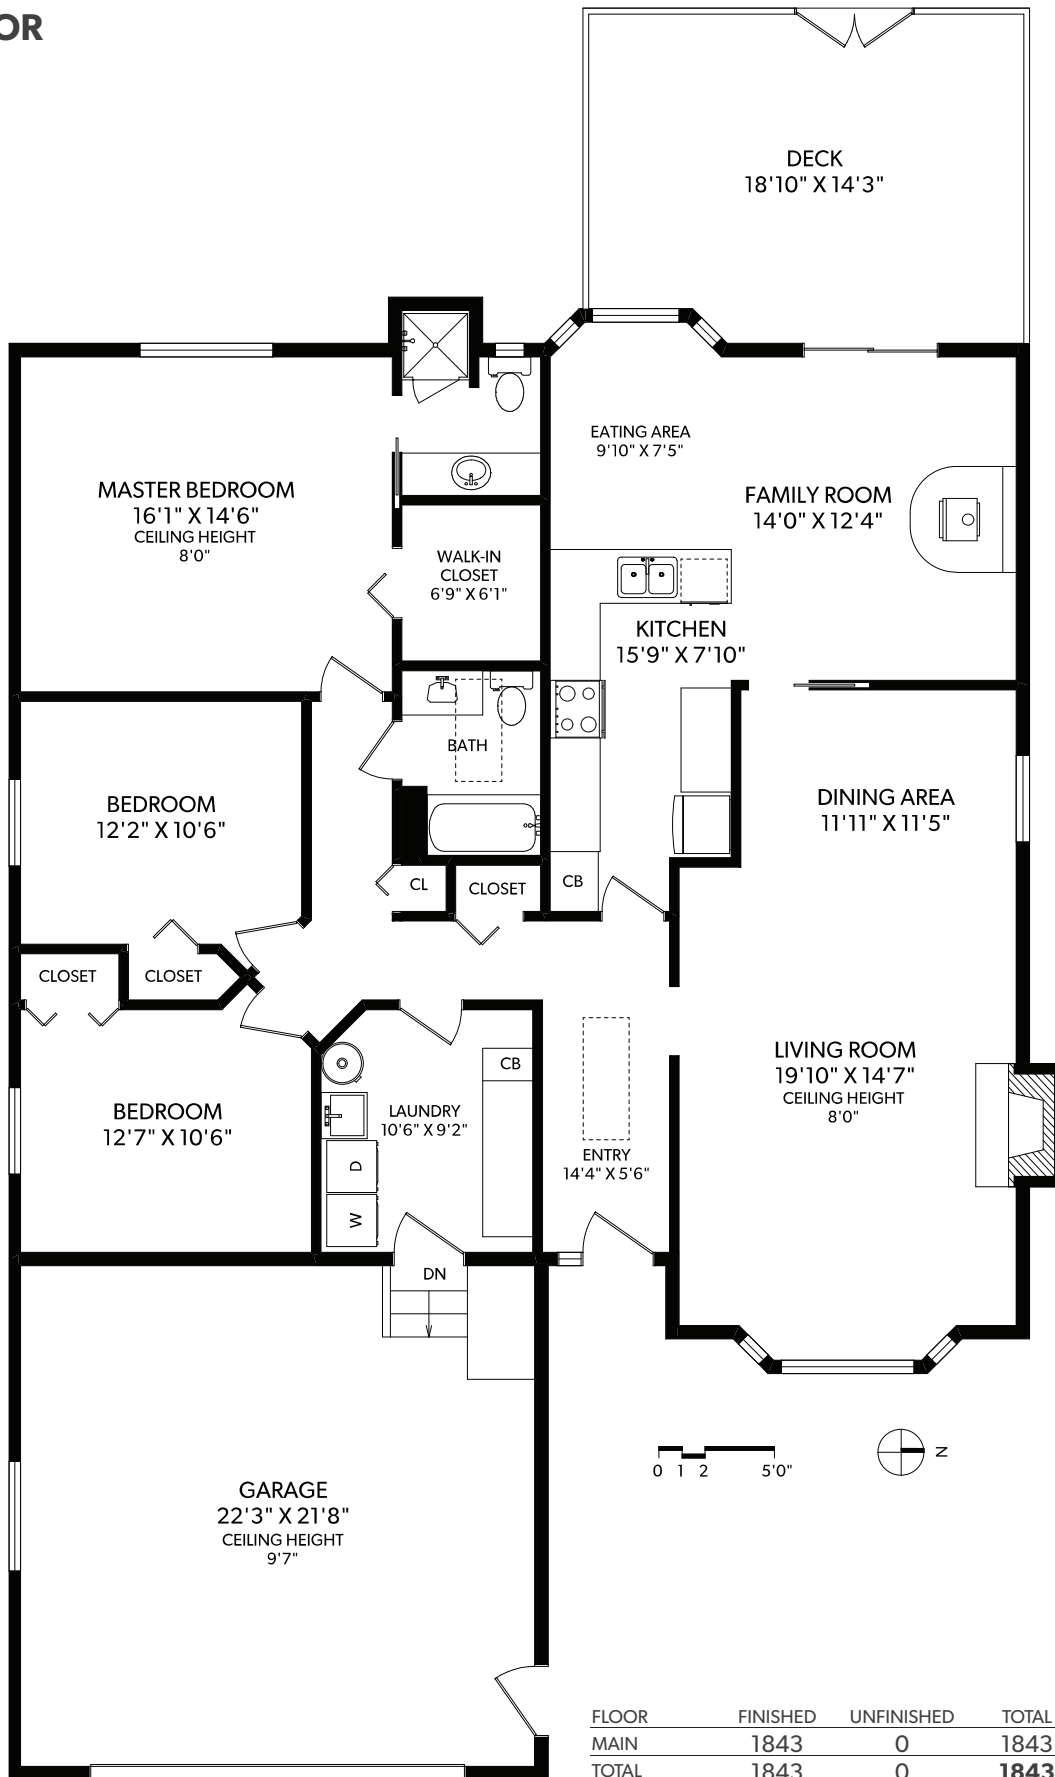 OR
DECK
18'10" X 14'3"
EATING AREA
9'10" X 7'5"
MASTER BEDROOM
16'1" X 14'6"
CEILING HEIGHT
8'0"
FAMILY ROOM
14'0" X 12'4"
WALK-IN
CLOSET
6'9" X 6'1"
KITCHEN
15'9" X 7'10"
BATH
BEDROOM
12'2" X 10'6"
DINING AREA
11'11" X 11'5"
CL
CLOSET
CB
CLOSET
CLOSET
LIVING ROOM
19'10" X 14'7"
CEILING HEIGHT
8'0"
CB
BEDROOM
12'7" X 10'6"
LAUNDRY
10'6" X 9'2"
D
W
ENTRY
14'4" X 5'6"
DN
N
0 1 2 5'0"
GARAGE
22'3" X 21'8"
CEILING HEIGHT
9'7"
FLOOR FINISHED UNFINISHED TOTAL
MAIN 1843 0 1843
TOTAL 1843 0 1843